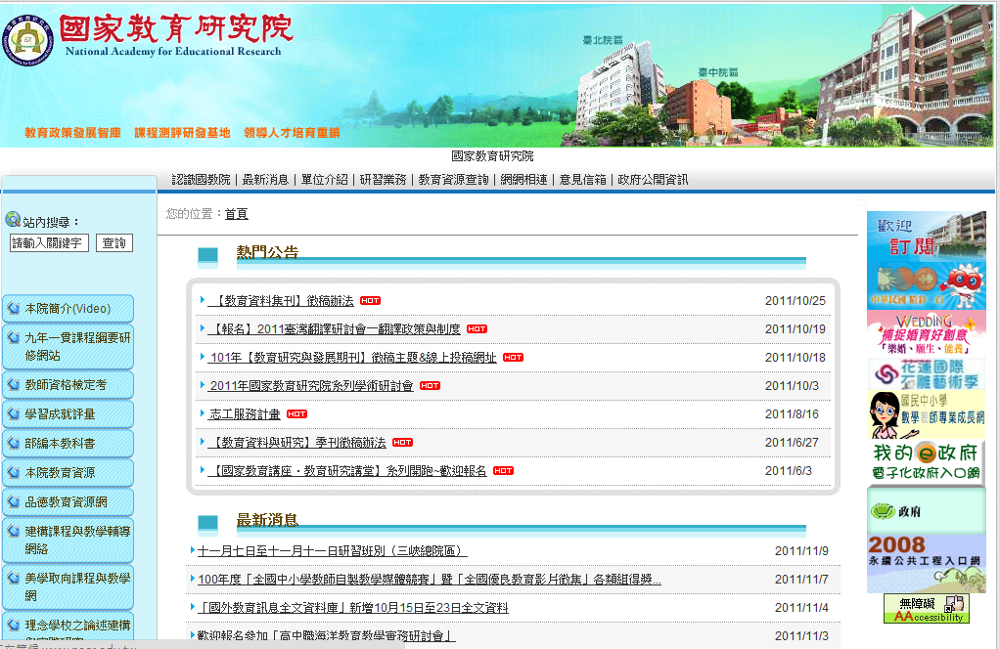 國家教育研究院
National Academy for Educational Research
臺北院區
臺中院區
教育政策發展智庫 課程測評研發基地 領導人才培育重鎮
國家教育研究院
認識國教院 | 最新消息 | 單位介紹 | 研習業務 | 教育資源查詢 | 網網相連 | 意見信箱 | 政府公開資訊
站內搜尋：
請輸入關鍵字 查詢
本院簡介(Video)
九年一貫課程綱要研
修網站
教師資格檢定考
學習成就評量
部編本教科書
本院教育資源
品德教育資源網
建構課程與教學輔導
網絡
美學取向課程與教學
網
理念學校之論述建構
您的位置：首頁
熱門公告
【教育資料集刊】徵稿辦法 HOT 2011/10/25
【報名】2011臺灣翻譯研討會─翻譯政策與制度 HOT 2011/10/19
101年【教育研究與發展期刊】徵稿主題&線上投稿網址 HOT 2011/10/18
2011年國家教育研究院系列學術研討會 HOT 2011/10/3
志工服務計畫 HOT 2011/8/16
【教育資料與研究】季刊徵稿辦法 HOT 2011/6/27
【國家教育講座‧教育研究講堂】系列開跑~歡迎報名 HOT 2011/6/3
最新消息
十一月七日至十一月十一日研習班別（三峽總院區） 2011/11/9
100年度「全國中小學教師自製教學媒體競賽」暨「全國優良教育影片徵集」各類組得獎... 2011/11/7
「國外教育訊息全文資料庫」新增10月15日至23日全文資料 2011/11/4
歡迎報名參加「高中職海洋教育教學實務研討會」 2011/11/3
歡迎
訂閱
中華民國 精彩一百
WEDDING
捕捉婚育好創意
「樂婚、願生、能養」
花蓮國際
石雕藝術季
國民中小學
數學教師專業成長網
我的e政府
電子化政府入口網
政府
2008
永續公共工程入口網
無障礙
AAccessibility